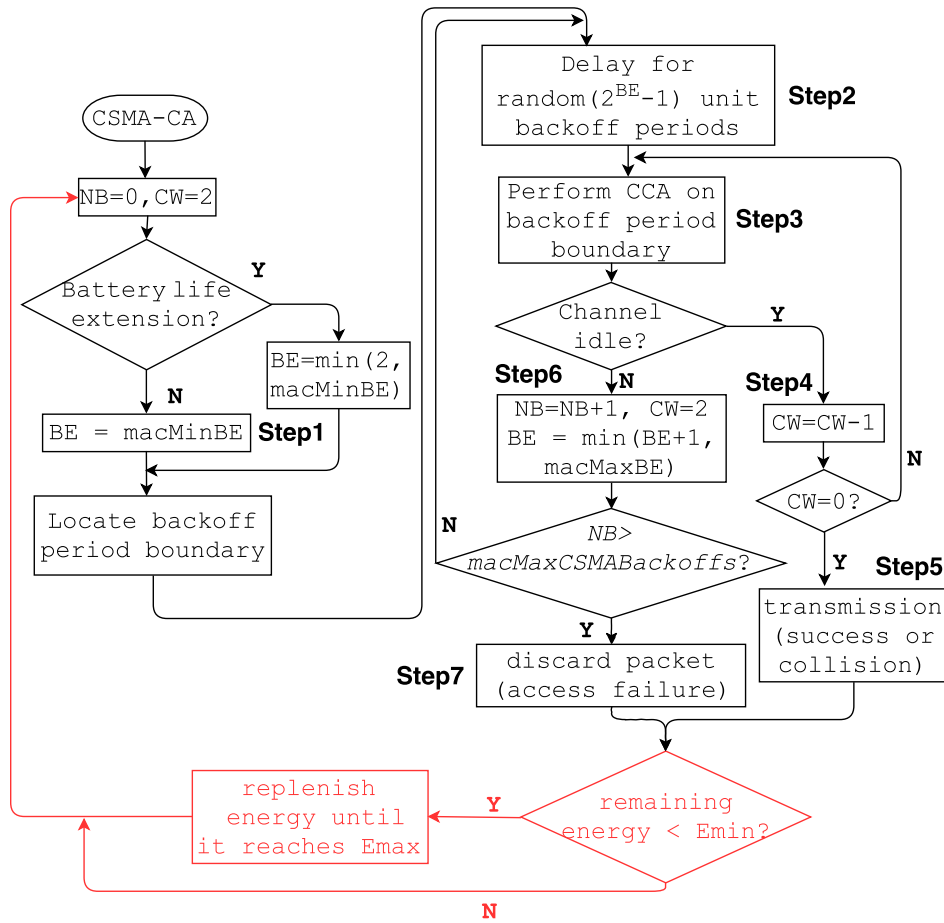 CSMA-CA
NB=0,CW=2
Battery life
extension?
Y
N
BE=min(2,
macMinBE)
BE = macMinBE
Step1
Locate backoff
period boundary
Delay for
random(2^BE-1) unit
backoff periods
Step2
Perform CCA on
backoff period
boundary
Step3
Channel
idle?
Y
N
Step6
Step4
NB=NB+1, CW=2
BE = min(BE+1,
macMaxBE)
CW=CW-1
N
CW=0?
Y
N
NB>
macMaxCSMABackoffs?
Y
Step5
transmission
(success or
collision)
Step7
discard packet
(access failure)
remaining
energy < Emin?
Y
N
replenish
energy until
it reaches Emax